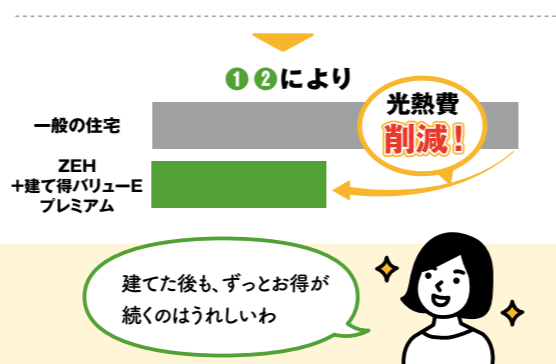 ❶❷により
光熱費
削減！
一般の住宅
ZEH
＋建て得バリューE
プレミアム
建てた後も、ずっとお得が
続くのはうれしいわ